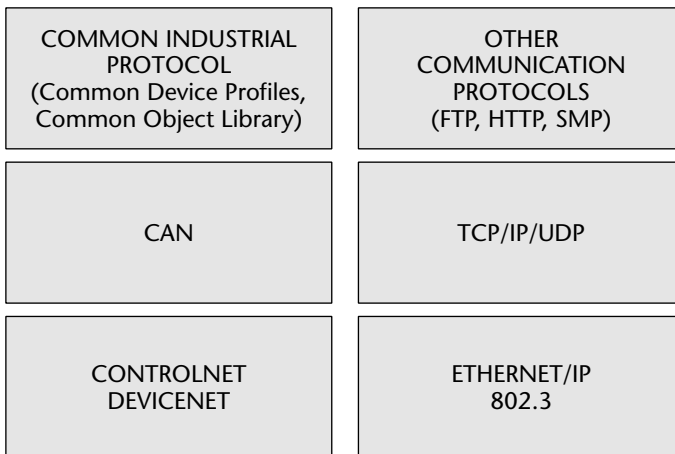 COMMON INDUSTRIAL
PROTOCOL
(Common Device Profiles,
Common Object Library)
OTHER
COMMUNICATION
PROTOCOLS
(FTP, HTTP, SMP)
CAN
TCP/IP/UDP
CONTROLNET
DEVICENET
ETHERNET/IP
802.3